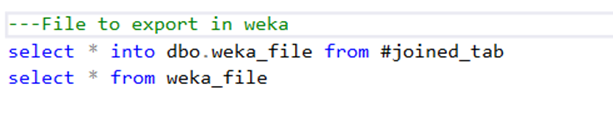 ---File to export in weka
select * into dbo.weka_file from #joined_tab
select * from weka_file